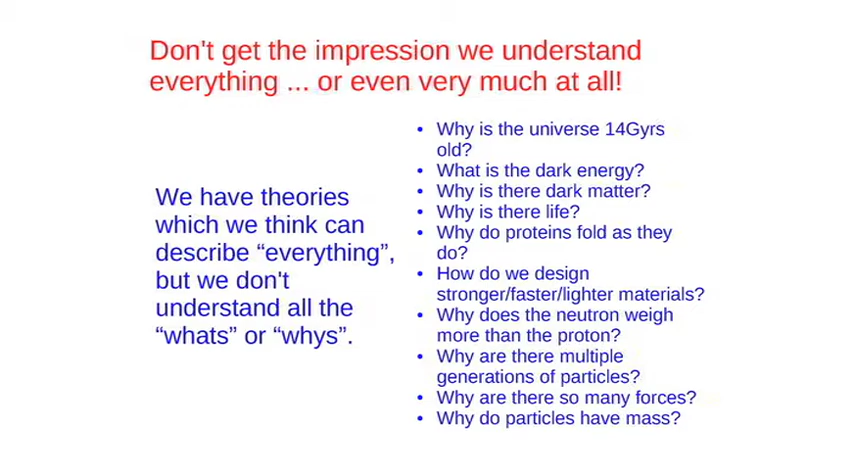 Don't get the impression we understand
everything ... or even very much at all!
We have theories
which we think can
describe “everything”,
but we don't
understand all the
“whats” or “whys”.
• Why is the universe 14Gyrs
old?
• What is the dark energy?
• Why is there dark matter?
• Why is there life?
• Why do proteins fold as they
do?
• How do we design
stronger/faster/lighter materials?
• Why does the neutron weigh
more than the proton?
• Why are there multiple
generations of particles?
• Why are there so many forces?
• Why do particles have mass?